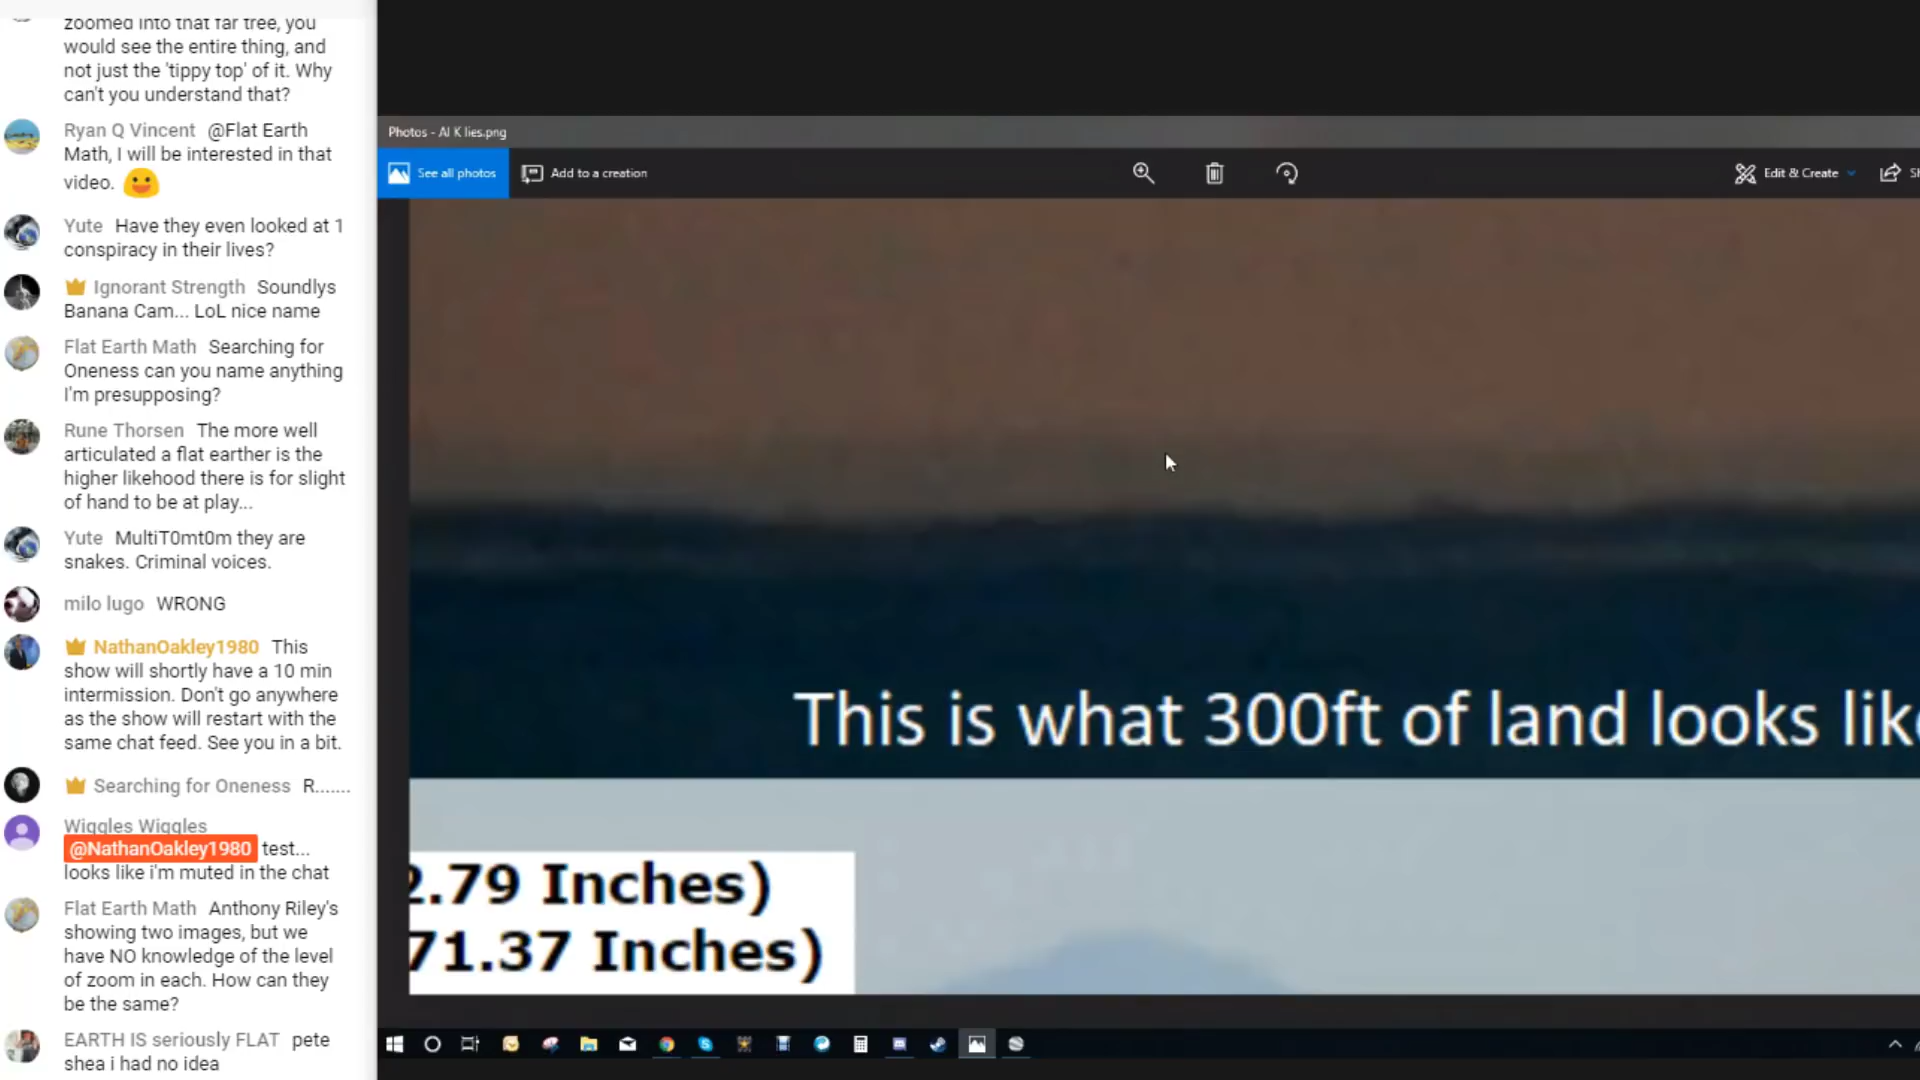 zoomed into that far tree, you
would see the entire thing, and
not just the 'tippy top' of it. Why
can't you understand that?
Ryan Q Vincent @Flat Earth
Math, I will be interested in that
video.
Yute Have they even looked at 1
conspiracy in their lives?
Ignorant Strength Soundlys
Banana Cam... LoL nice name
Flat Earth Math Searching for
Oneness can you name anything
I'm presupposing?
Rune Thorsen The more well
articulated a flat earther is the
higher likehood there is for slight
of hand to be at play...
Yute MultiT0mt0m they are
snakes. Criminal voices.
milo lugo WRONG
NathanOakley1980 This
show will shortly have a 10 min
intermission. Don't go anywhere
as the show will restart with the
same chat feed. See you in a bit.
Searching for Oneness R.......
Wiggles Wiggles
@NathanOakley1980 test...
looks like i'm muted in the chat
Flat Earth Math Anthony Riley's
showing two images, but we
have NO knowledge of the level
of zoom in each. How can they
be the same?
EARTH IS seriously FLAT pete
shea i had no idea
Photos - Al K lies.png
See all photos
Add to a creation
Edit & Create
This is what 300ft of land looks like
2.79 Inches)
71.37 Inches)